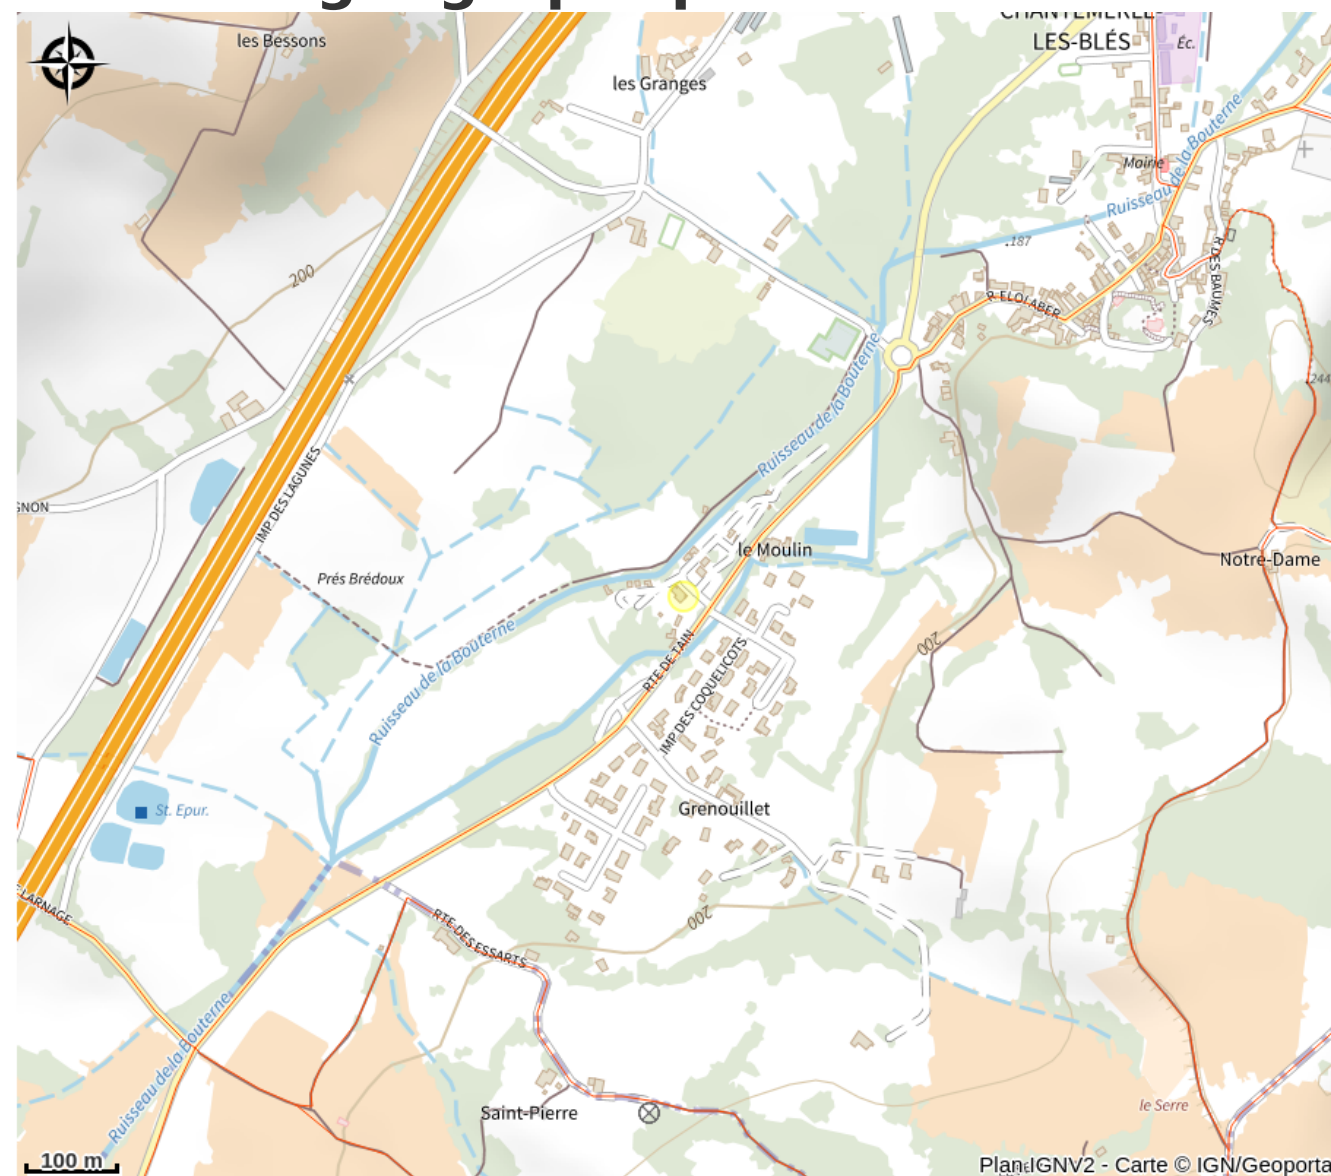 les Bessons
les Granges
CHANTEMERLE-
LES-BLÉS
Éc.
Mairie
Ruisseau de la Bouterne
.187
R DES BAUMES
R ELOI ABER
200
244
Ruisseau de la Bouterne
IMP DES LAGUNES
GNON
le Moulin
Notre-Dame
Prés Brédoux
Ruisseau de la Bouterne
RTE DE TAIN
IMP DES COQUELICOTS
200
St. Epur.
Grenouillet
LARNAGE
RTE DES ESSARTS
200
Ruisseau de la Bouterne
Saint-Pierre
le Serre
100 m
Plan IGNV2 - Carte © IGN/Geoporta